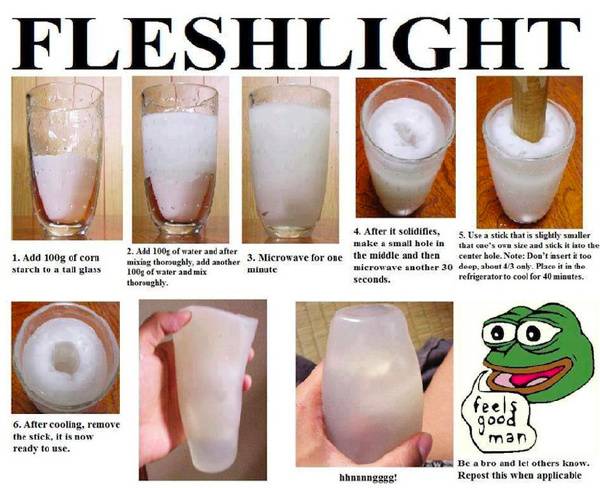 FLESHLIGHT
1. Add 100g of corn
starch to a tall glass
2. Add 100g of water and after
mixing thoroughly, add another
100g of water and mix
thoroughly.
3. Microwave for one
minute
4. After it solidifies,
make a small hole in
the middle and then
microwave another 30
seconds.
5. Use a stick that is slightly smaller
that one's own size and stick it into the
center hole. Note: Don't insert it too
deep, about 4/3 only. Place it in the
refrigerator to cool for 40 minutes.
6. After cooling, remove
the stick, it is now
ready to use.
hhnnnngggg!
feels
good
man
Be a bro and let others know.
Repost this when applicable